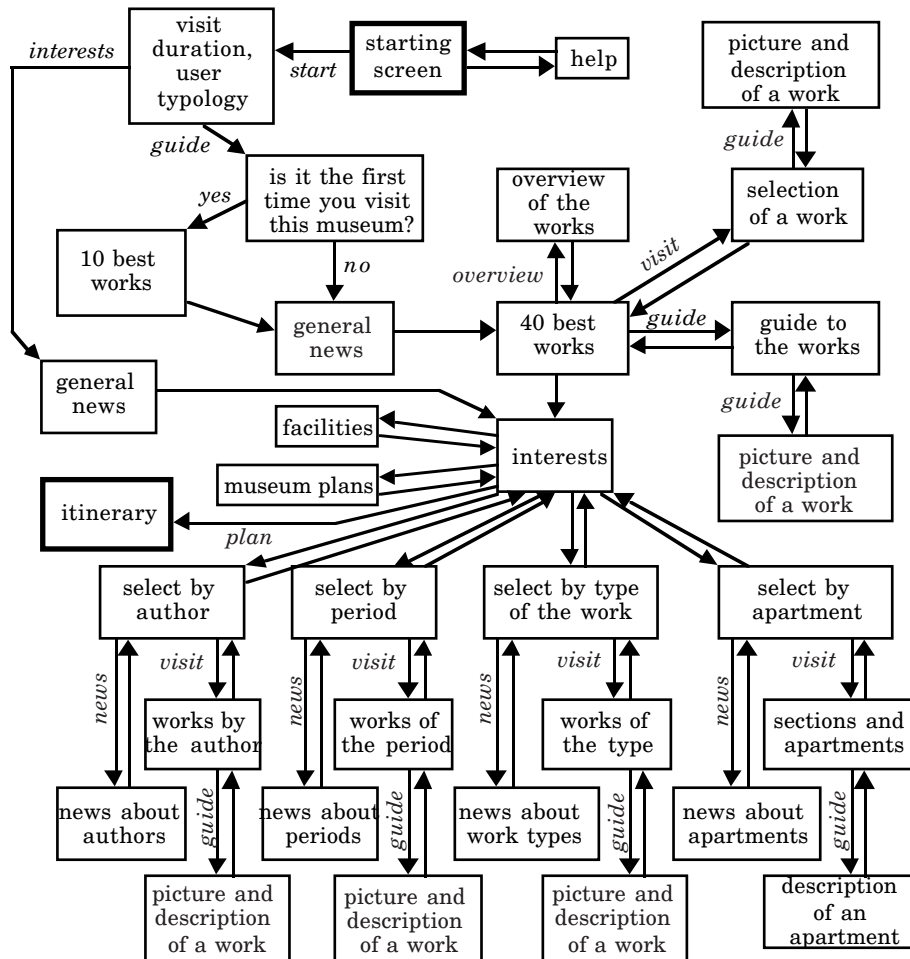 interests
visit
duration,
user
typology
start
starting
screen
help
picture and
description
of a work
guide
guide
is it the first
time you visit
this museum?
yes
no
overview
of the
works
overview
visit
selection
of a work
10 best
works
general
news
40 best
works
guide
guide to
the works
general
news
facilities
interests
guide
picture and
description
of a work
museum plans
itinerary
plan
select by
author
select by
period
select by type
of the work
select by
apartment
news
visit
news
visit
news
visit
news
visit
works by
the author
works of
the period
works of
the type
sections and
apartments
news about
authors
guide
news about
periods
guide
news about
work types
guide
news about
apartments
guide
picture and
description
of a work
picture and
description
of a work
picture and
description
of a work
description
of an
apartment